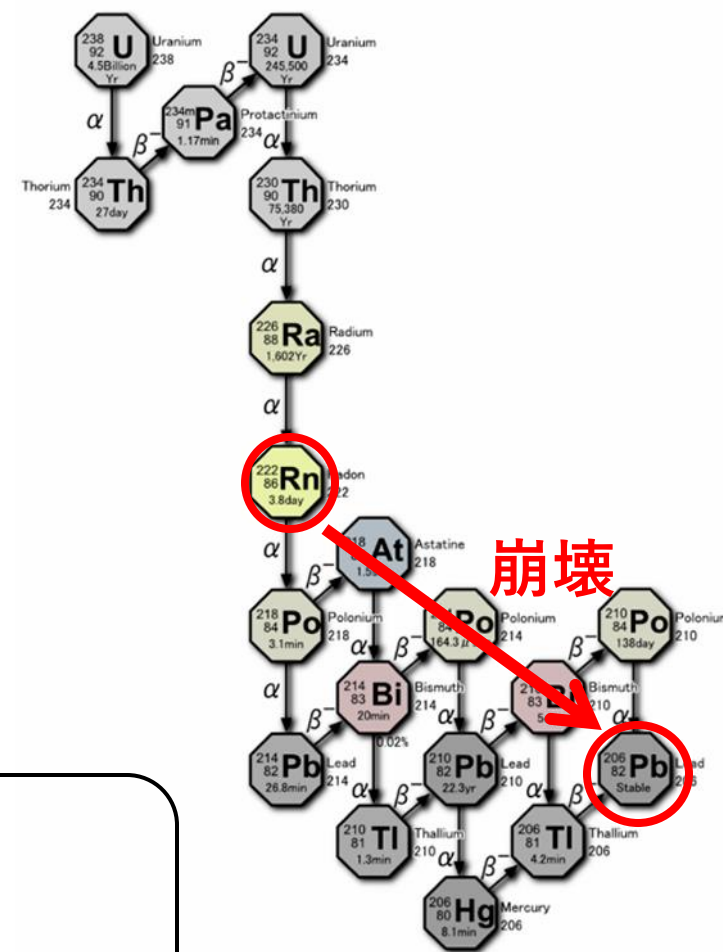 238
92 U
4.5Billion
Yr
Uranium
238
234
92 U
245,500
Yr
Uranium
234
β⁻
α
234m
91 Pa
1.17min
Protactinium
234
α
β⁻
Thorium
234
234
90 Th
27day
230
90 Th
75,380
Yr
Thorium
230
α
226
88 Ra
1,602Yr
Radium
226
α
222
86 Rn
3.8day
222
α
β⁻
At
Astatine
218
崩壊
218
84 Po
3.1min
Polonium
218
α
β⁻
84 Po
164.3μ
Polonium
214
β⁻
210
84 Po
138day
Polonium
210
α
β⁻
214
83 Bi
20min
Bismuth
214
0.02%
α
β⁻
83
Bismuth
210
α
214
82 Pb
26.8min
Lead
214
α
β⁻
210
82 Pb
22.3yr
Lead
210
α
β⁻
206
82 Pb
Stable
210
81 Tl
1.3min
Thallium
210
α
β⁻
206
81 Tl
4.2min
Thallium
206
206
80 Hg
8.1min
Mercury
206